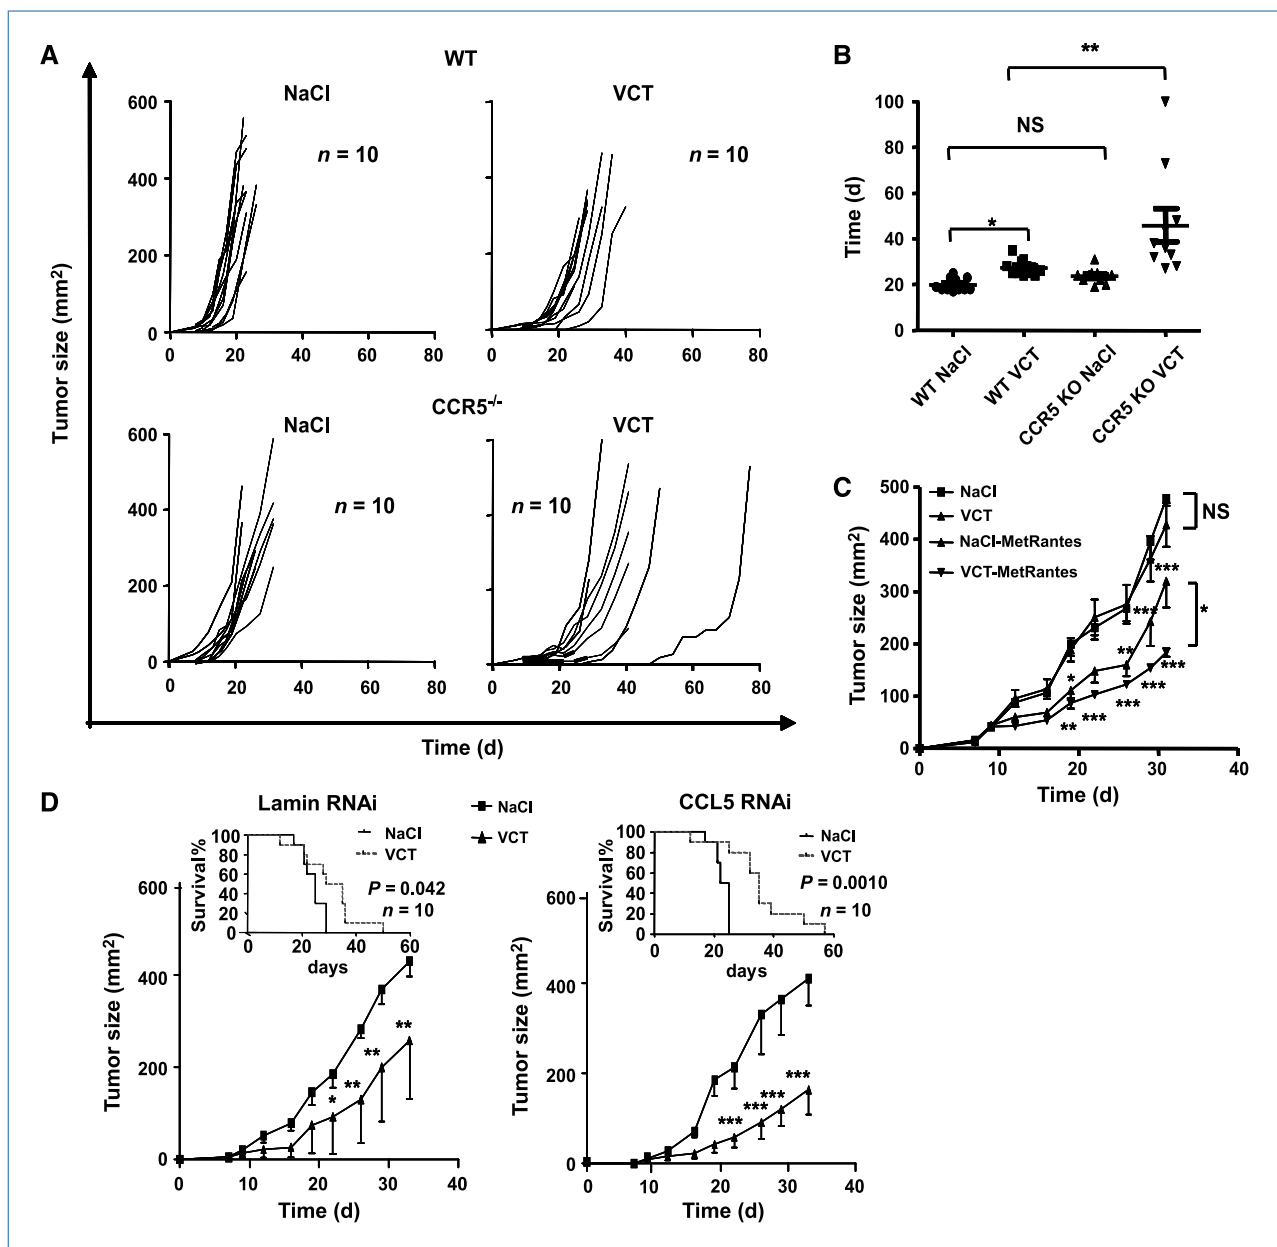 A
WT
NaCl
VCT
n = 10
n = 10
600
400
200
0
0 20 40 60 80
0 20 40 60 80
CCR5-/-
NaCl
VCT
n = 10
n = 10
600
400
200
0
0 20 40 60 80
0 20 40 60 80
Tumor size (mm2)
Time (d)
B
**
NS
*
100
80
60
40
20
0
Time (d)
WT NaCl
WT VCT
CCR5 KO NaCl
CCR5 KO VCT
C
NaCl
VCT
NaCl-MetRantes
VCT-MetRantes
500
400
300
200
100
0
NS
***
***
*
**
*
***
***
***
***
**
Tumor size (mm2)
0 10 20 30 40
Time (d)
D
Lamin RNAi
NaCl
VCT
Survival%
100
80
60
40
20
0
NaCl
VCT
P = 0.042
n = 10
0 20 40 60
days
600
400
200
0
**
**
**
*
Tumor size (mm2)
0 10 20 30 40
Time (d)
CCL5 RNAi
Survival%
100
80
60
40
20
0
NaCl
VCT
P = 0.0010
n = 10
0 20 40 60
days
600
400
200
0
***
***
***
***
Tumor size (mm2)
0 10 20 30 40
Time (d)